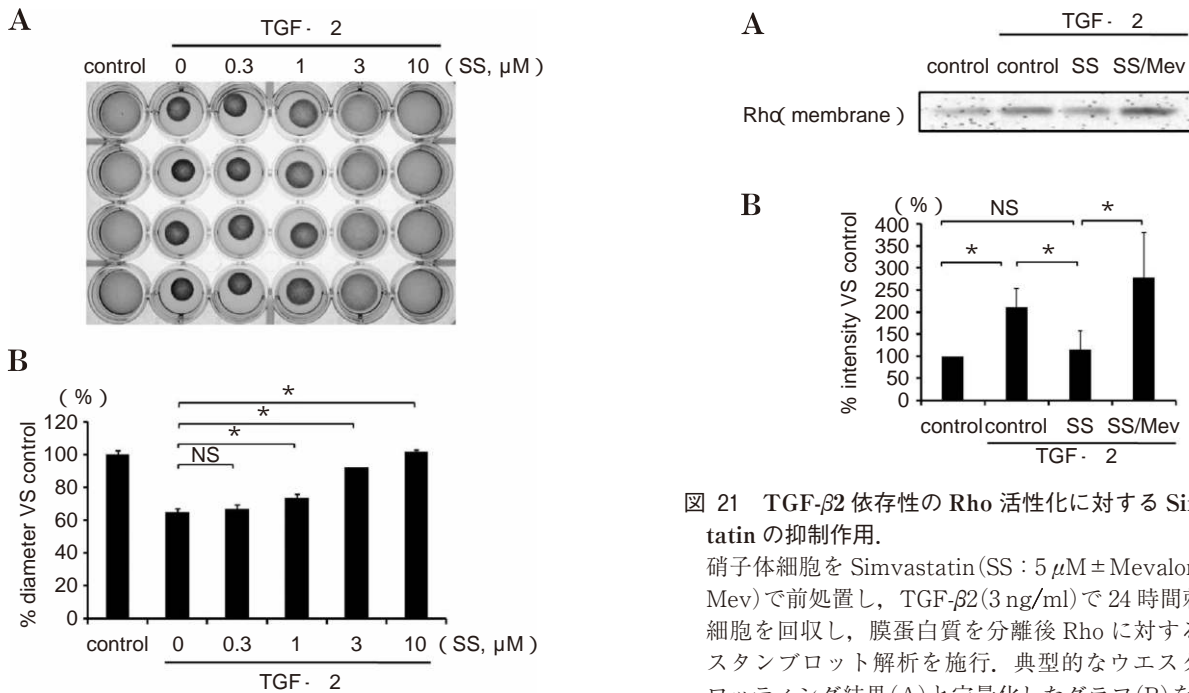 A
TGF - 2
control 0 0.3 1 3 10 ( SS, μM )
B
( % )
120
100
80
60
40
20
0
% diameter VS control
*
*
*
NS
control 0 0.3 1 3 10 ( SS, μM )
TGF - 2
A
TGF - 2
control control SS SS/Mev
Rho( membrane )
B
( % )
400
350
300
250
200
150
100
50
0
% intensity VS control
NS *
* *
control control SS SS/Mev
TGF - 2
図 21 TGF-β2 依存性の Rho 活性化に対する Sim
tatin の抑制作用.
硝子体細胞を Simvastatin(SS:5 μM±Mevalon
Mev)で前処置し,TGF-β2(3 ng/ml)で 24 時間
細胞を回収し,膜蛋白質を分離後 Rho に対する
スタンブロット解析を施行.典型的なウエスタ